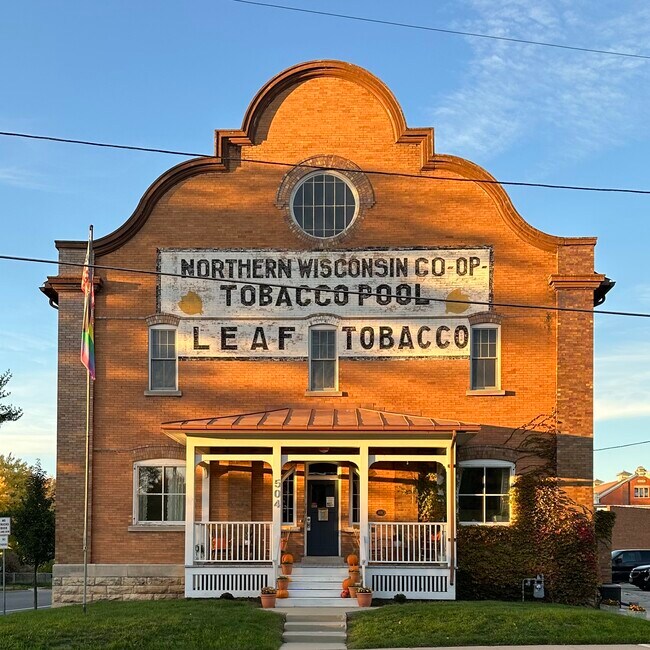 NORTHERN WISCONSIN CO-OP-
TOBACCO POOL
LEAF TOBACCO
504